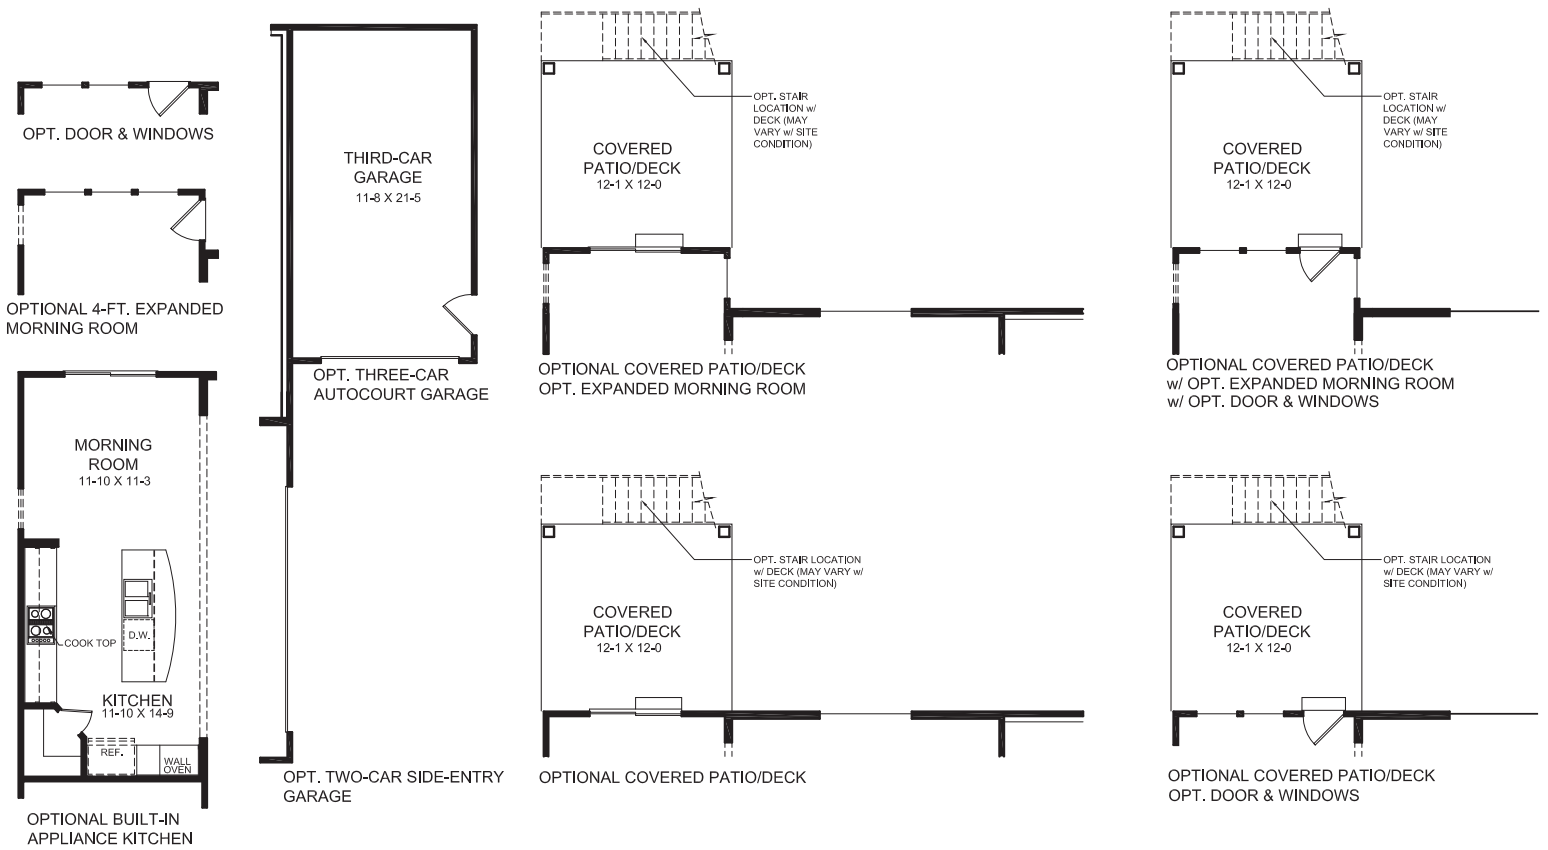 OPT. DOOR & WINDOWS
OPTIONAL 4-FT. EXPANDED
MORNING ROOM
MORNING
ROOM
11-10 X 11-3
COOK TOP
D.W.
KITCHEN
11-10 X 14-9
REF.
WALL
OVEN
OPTIONAL BUILT-IN
APPLIANCE KITCHEN
THIRD-CAR
GARAGE
11-8 X 21-5
OPT. THREE-CAR
AUTOCOURT GARAGE
OPT. TWO-CAR SIDE-ENTRY
GARAGE
OPT. STAIR
LOCATION w/
DECK (MAY
VARY w/ SITE
CONDITION)
COVERED
PATIO/DECK
12-1 X 12-0
OPTIONAL COVERED PATIO/DECK
OPT. EXPANDED MORNING ROOM
OPT. STAIR
LOCATION w/
DECK (MAY
VARY w/ SITE
CONDITION)
COVERED
PATIO/DECK
12-1 X 12-0
OPTIONAL COVERED PATIO/DECK
w/ OPT. EXPANDED MORNING ROOM
w/ OPT. DOOR & WINDOWS
OPT. STAIR LOCATION
w/ DECK (MAY VARY w/
SITE CONDITION)
COVERED
PATIO/DECK
12-1 X 12-0
OPTIONAL COVERED PATIO/DECK
OPT. STAIR LOCATION
w/ DECK (MAY VARY w/
SITE CONDITION)
COVERED
PATIO/DECK
12-1 X 12-0
OPTIONAL COVERED PATIO/DECK
OPT. DOOR & WINDOWS